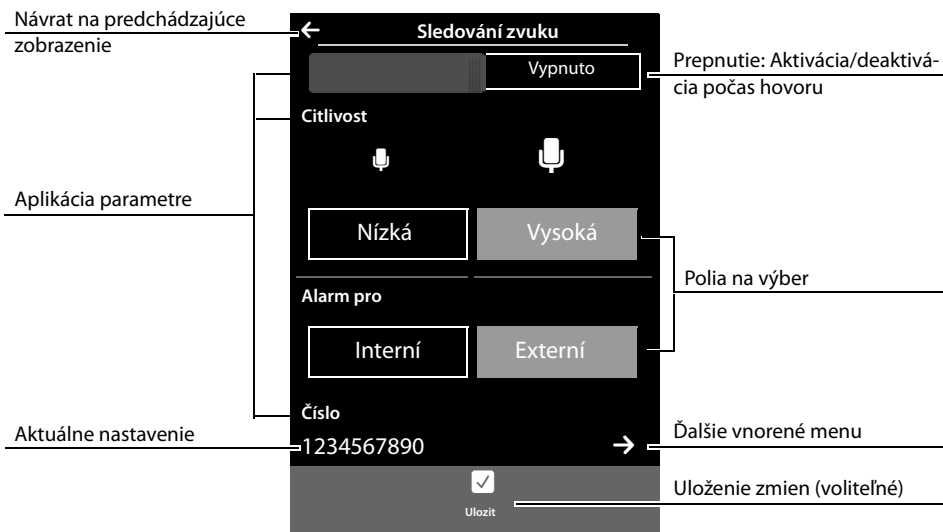 Návrat na predchádzajúce
zobrazenie
Sledování zvuku
Vypnuto
Prepnutie: Aktivácia/deaktivá-
cia počas hovoru
Citlivost
Aplikácia parametre
Nízká
Vysoká
Polia na výber
Alarm pro
Interní
Externí
Číslo
Aktuálne nastavenie
1234567890
Ďalšie vnorené menu
Uloženie zmien (voliteľné)
Ulozit